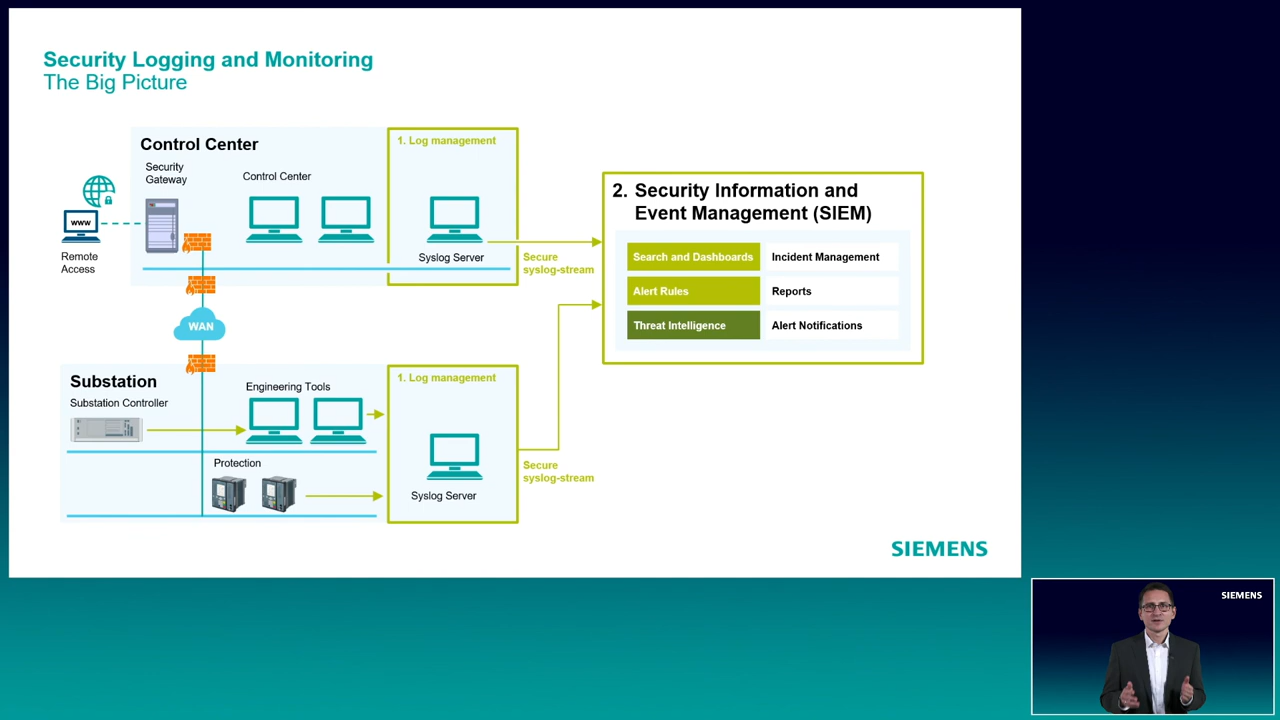 Security Logging and Monitoring
The Big Picture
Control Center
Security
Gateway
Control Center
1. Log management
www
Remote
Access
Syslog Server
Secure
syslog-stream
WAN
2. Security Information and
Event Management (SIEM)
Search and Dashboards
Incident Management
Alert Rules
Reports
Threat Intelligence
Alert Notifications
Substation
Substation Controller
Engineering Tools
1. Log management
Protection
Syslog Server
Secure
syslog-stream
SIEMENS
SIEMENS